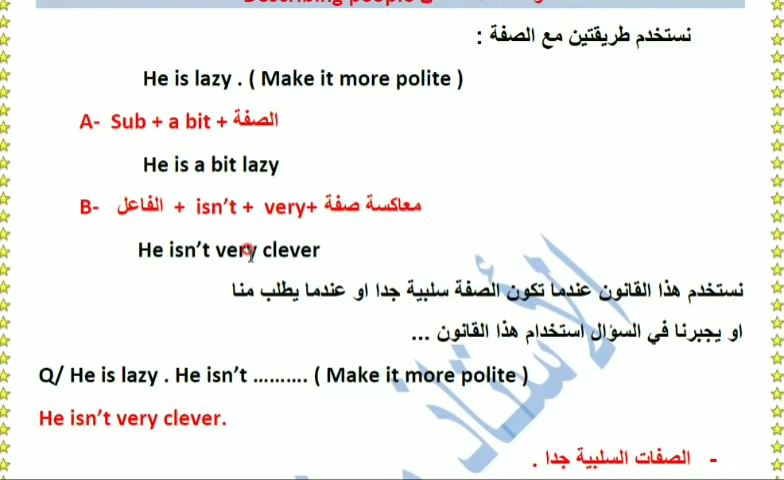 Describing people
نستخدم طريقتين مع الصفة :
He is lazy . ( Make it more polite )
A- Sub + a bit + الصفة
He is a bit lazy
B- الفاعل + isn't + very+ معاكسة صفة
He isn't very clever
نستخدم هذا القانون عندما تكون الصفة سلبية جدا او عندما يطلب منا
او يجبرنا في السؤال استخدام هذا القانون ...
Q/ He is lazy . He isn't .......... ( Make it more polite )
He isn't very clever.
- الصفات السلبية جدا .
الأستاذ